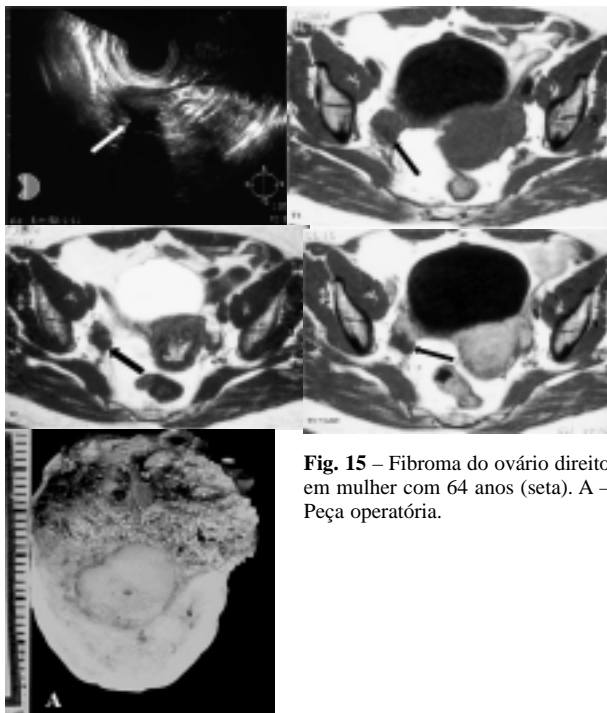 Fig. 15 – Fibroma do ovário direito
em mulher com 64 anos (seta). A –
Peça operatória.
A